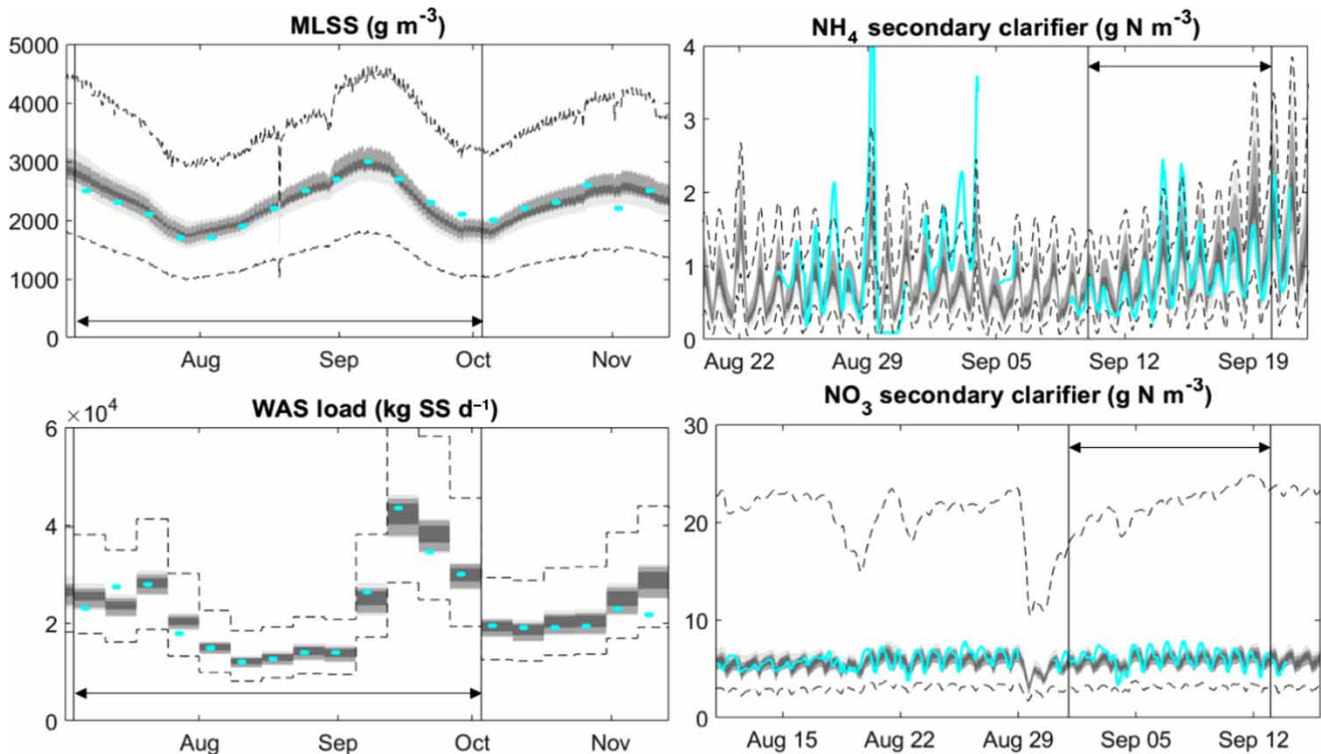 MLSS (g m⁻³)
5000
4000
3000
2000
1000
0
Aug Sep Oct Nov
NH₄ secondary clarifier (g N m⁻³)
4
3
2
1
0
Aug 22 Aug 29 Sep 05 Sep 12 Sep 19
WAS load (kg SS d⁻¹)
×10⁴
6
4
2
0
Aug Sep Oct Nov
NO₃ secondary clarifier (g N m⁻³)
30
20
10
0
Aug 15 Aug 22 Aug 29 Sep 05 Sep 12